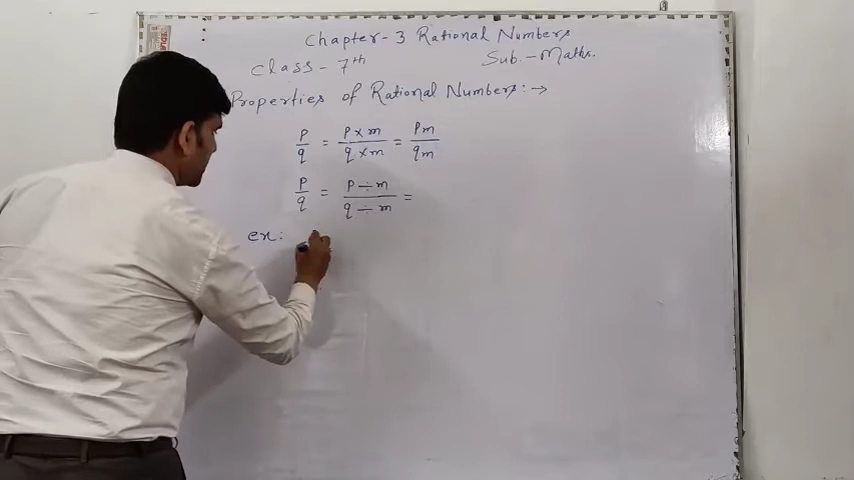 Chapter-3 Rational Numbers
Class-7th Sub.-Maths.
Properties of Rational Numbers:→
p/q = p×m/q×m = pm/qm
p/q = p÷m/q÷m =
ex: